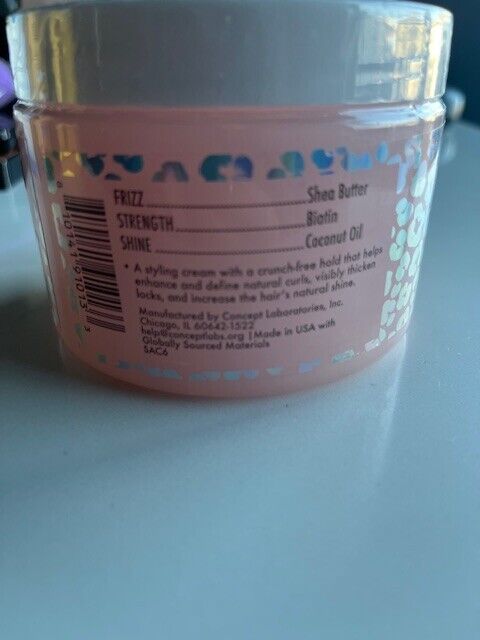 FRIZZ ........ Shea Butter
STRENGTH ........ Biotin
SHINE ........ Coconut Oil
* A styling cream with a crunch-free hold that helps
enhance and define natural curls, visibly thicken
locks, and increase the hair's natural shine.
Manufactured by Concept Laboratories, Inc.
Chicago, IL 60642-1522
help@conceptlabs.org | Made in USA with
Globally Sourced Materials
SAC6